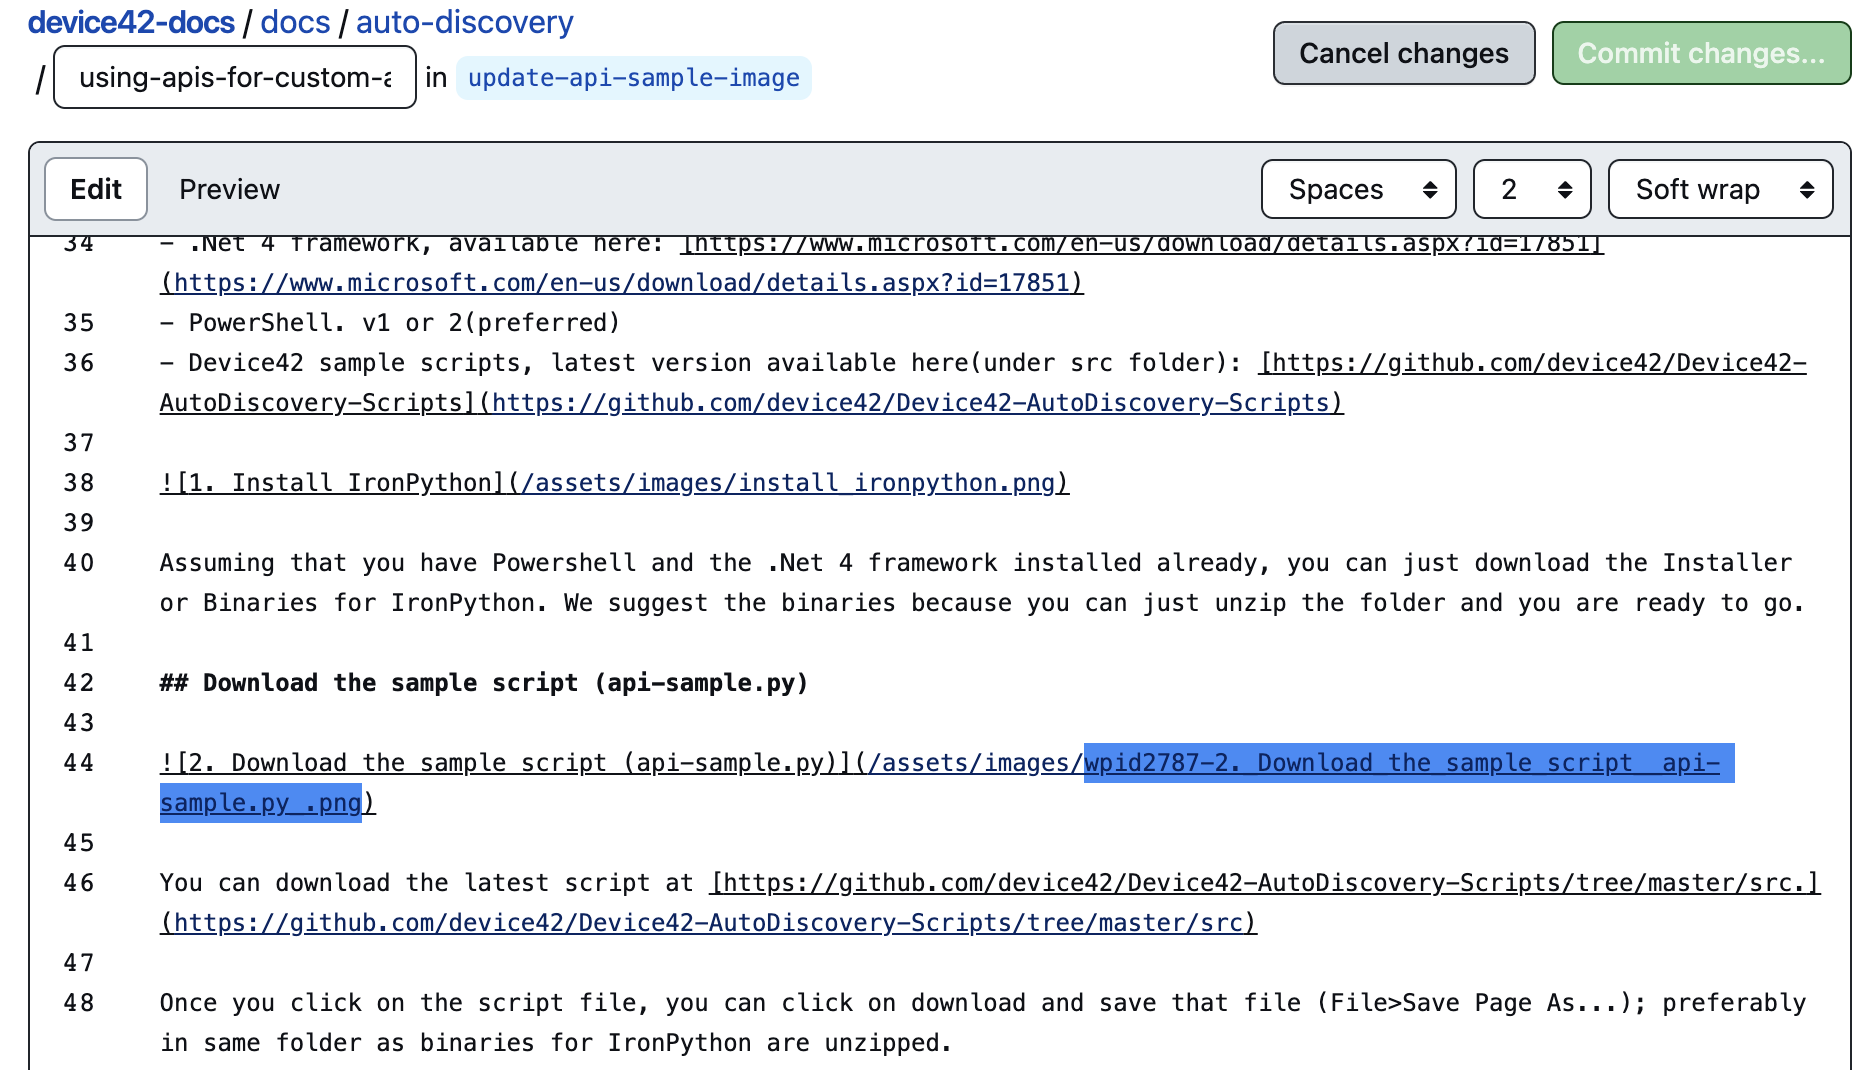 device42-docs / docs / auto-discovery
/ using-apis-for-custom-a in update-api-sample-image
Cancel changes
Commit changes...
Edit
Preview
Spaces
2
Soft wrap
34 - .Net 4 framework, available here: [https://www.microsoft.com/en-us/download/details.aspx?id=17851]
(https://www.microsoft.com/en-us/download/details.aspx?id=17851)
35 - PowerShell. v1 or 2(preferred)
36 - Device42 sample scripts, latest version available here(under src folder): [https://github.com/device42/Device42-
AutoDiscovery-Scripts](https://github.com/device42/Device42-AutoDiscovery-Scripts)
37
38 ![1. Install IronPython](/assets/images/install_ironpython.png)
39
40 Assuming that you have Powershell and the .Net 4 framework installed already, you can just download the Installer
or Binaries for IronPython. We suggest the binaries because you can just unzip the folder and you are ready to go.
41
42 ## Download the sample script (api-sample.py)
43
44 ![2. Download the sample script (api-sample.py)](/assets/images/wpid2787-2._Download_the_sample_script__api-
sample.py_.png)
45
46 You can download the latest script at [https://github.com/device42/Device42-AutoDiscovery-Scripts/tree/master/src.]
(https://github.com/device42/Device42-AutoDiscovery-Scripts/tree/master/src)
47
48 Once you click on the script file, you can click on download and save that file (File>Save Page As...); preferably
in same folder as binaries for IronPython are unzipped.